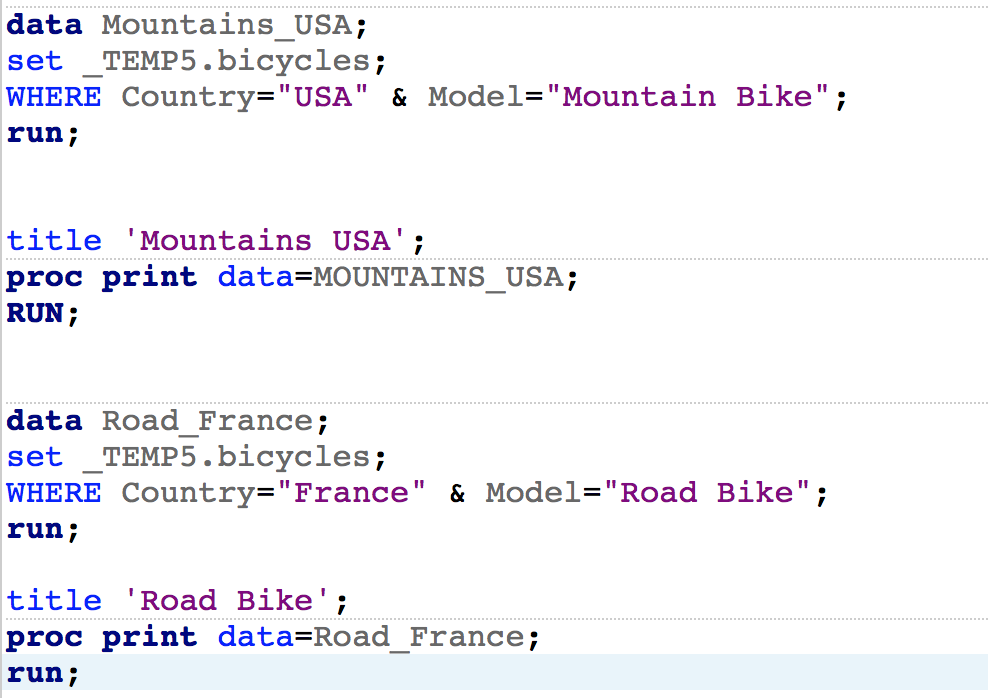 data Mountains_USA;
set _TEMP5.bicycles;
WHERE Country="USA" & Model="Mountain Bike";
run;
title 'Mountains USA';
proc print data=MOUNTAINS_USA;
RUN;
data Road_France;
set _TEMP5.bicycles;
WHERE Country="France" & Model="Road Bike";
run;
title 'Road Bike';
proc print data=Road_France;
run;